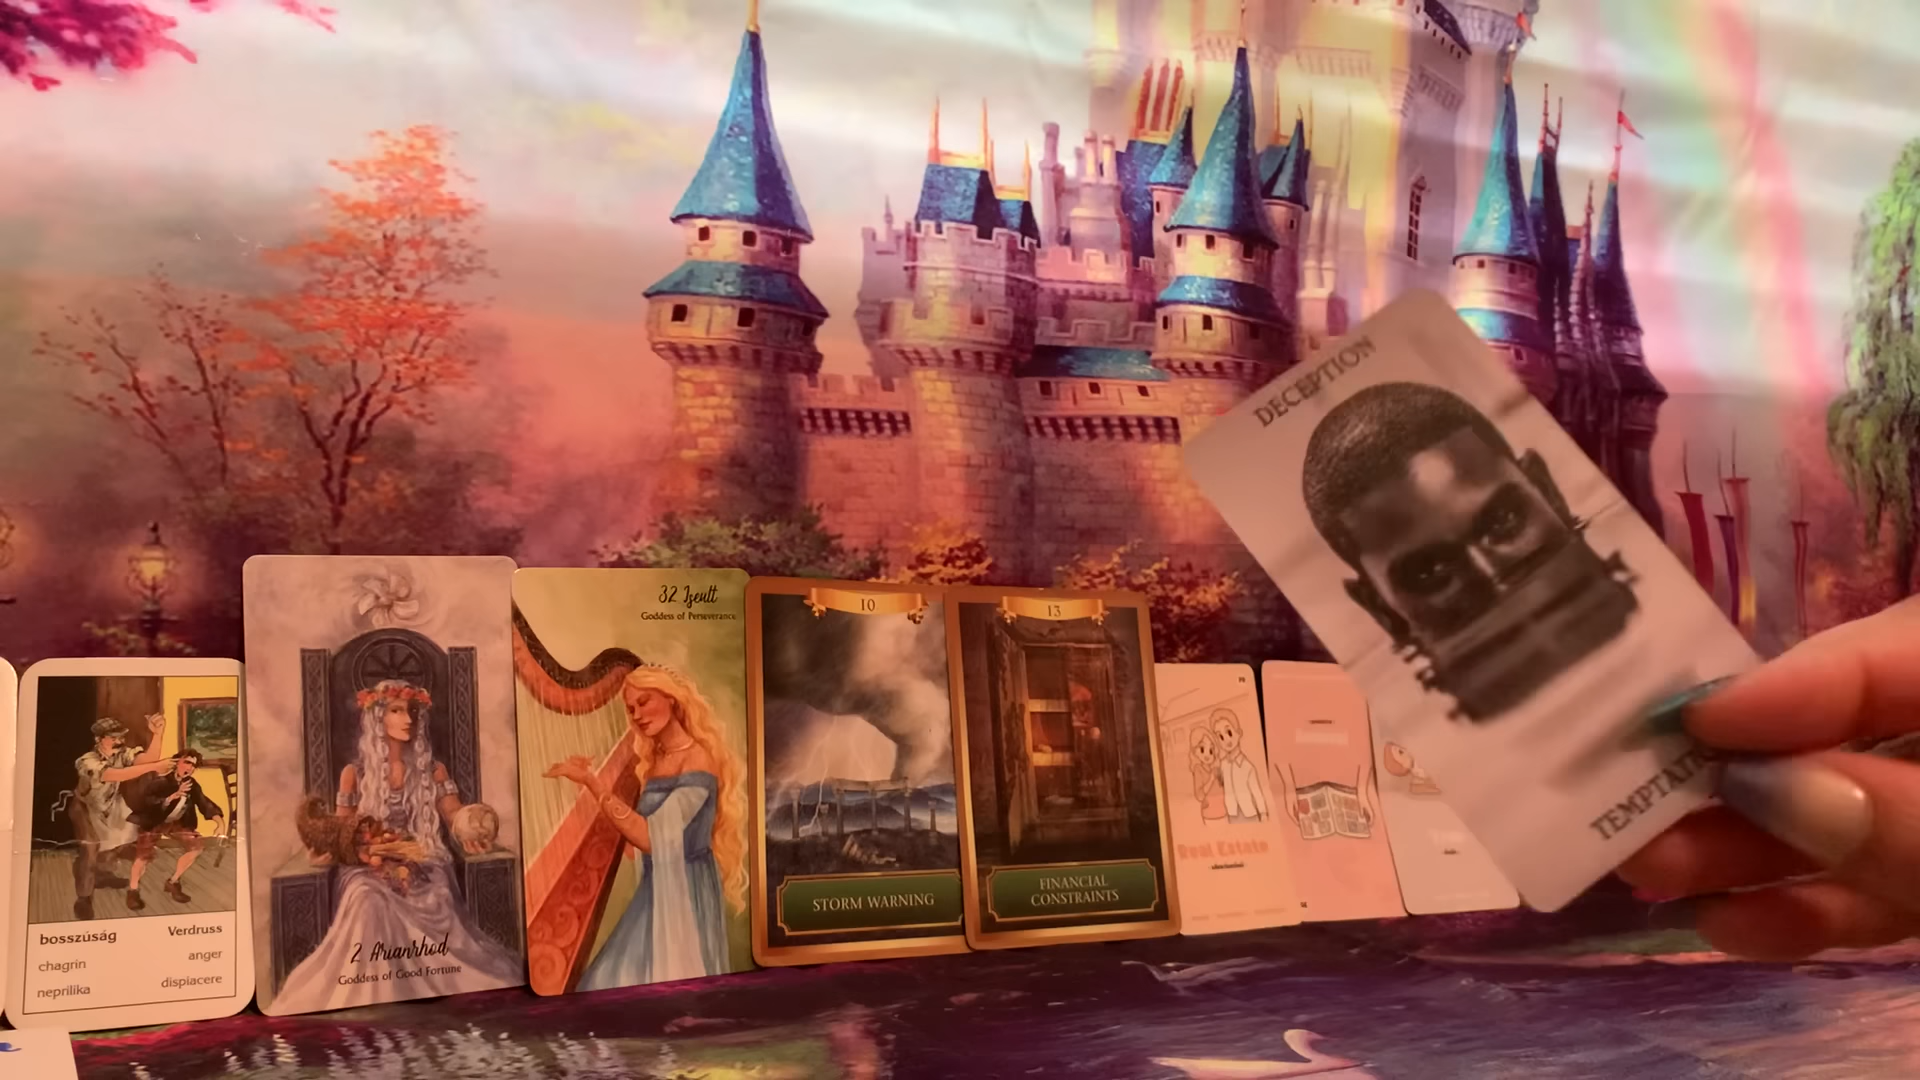 bosszúság
Verdruss
chagrin
anger
neprilika
dispiacere
2 Arianrhod
Goddess of Good Fortune
32 Iseult
Goddess of Perseverance
10
STORM WARNING
13
FINANCIAL
CONSTRAINTS
Real Estate
DECEPTION